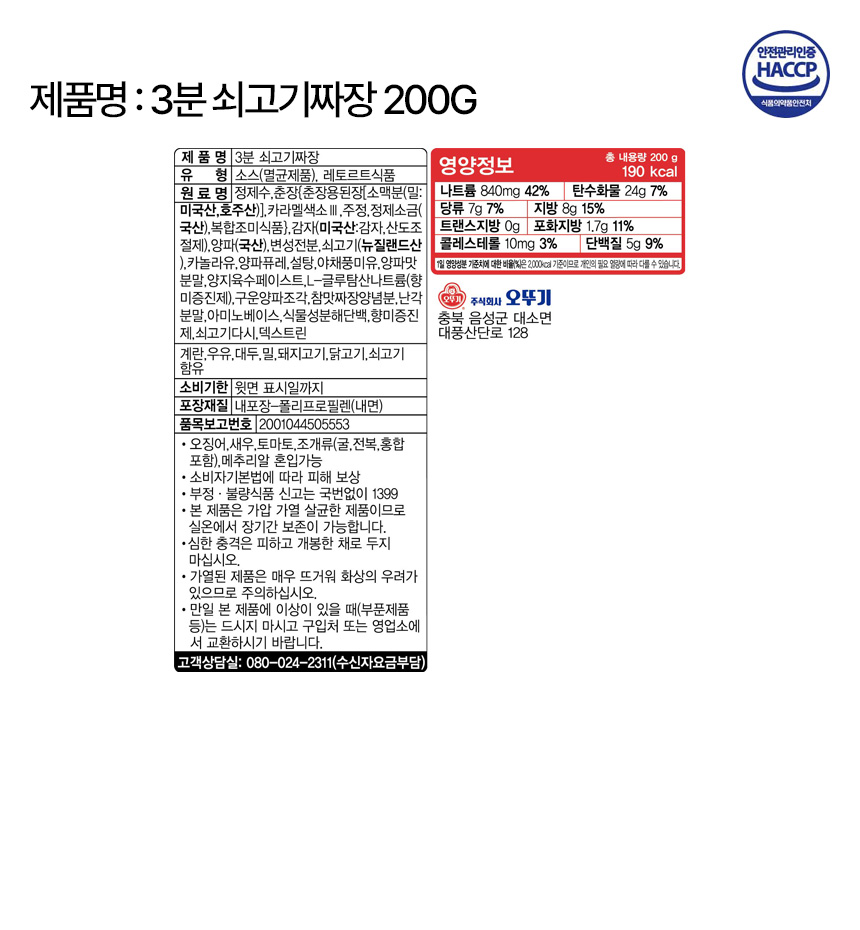 안전관리인증
HACCP
식품의약품안전처
제품명 : 3분 쇠고기짜장 200G
제 품 명 3분 쇠고기짜장
유 형 소스(멸균제품), 레토르트식품
원 료 명 정제수,춘장{춘장용된장[소맥분(밀:
미국산,호주산)],카라멜색소Ⅲ,주정,정제소금(
국산),복합조미식품},감자(미국산:감자,산도조
절제),양파(국산),변성전분,쇠고기(뉴질랜드산
),카놀라유,양파퓨레,설탕,야채풍미유,양파맛
분말,양지육수페이스트,L-글루탐산나트륨(향
미증진제),구운양파조각,참맛짜장양념분,난각
분말,아미노베이스,식물성분해단백,향미증진
제,쇠고기다시,덱스트린
계란,우유,대두,밀,돼지고기,닭고기,쇠고기
함유
소비기한 윗면 표시일까지
포장재질 내포장-폴리프로필렌(내면)
품목보고번호 2001044505553
• 오징어,새우,토마토,조개류(굴,전복,홍합
포함),메추리알 혼입가능
• 소비자기본법에 따라 피해 보상
• 부정 · 불량식품 신고는 국번없이 1399
• 본 제품은 가압 가열 살균한 제품이므로
실온에서 장기간 보존이 가능합니다.
•심한 충격은 피하고 개봉한 채로 두지
마십시오.
• 가열된 제품은 매우 뜨거워 화상의 우려가
있으므로 주의하십시오.
• 만일 본 제품에 이상이 있을 때(부푼제품
등)는 드시지 마시고 구입처 또는 영업소에
서 교환하시기 바랍니다.
고객상담실: 080-024-2311(수신자요금부담)
영양정보
총 내용량 200 g
190 kcal
나트륨 840mg 42% 탄수화물 24g 7%
당류 7g 7% 지방 8g 15%
트랜스지방 0g 포화지방 1.7g 11%
콜레스테롤 10mg 3% 단백질 5g 9%
1일 영양성분 기준치에 대한 비율(%)은 2,000kcal 기준이므로 개인의 필요 열량에 따라 다를 수 있습니다.
오뚜기 주식회사 오뚜기
충북 음성군 대소면
대풍산단로 128